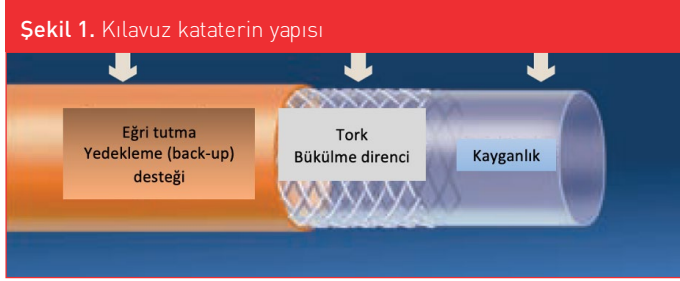 Şekil 1. Kılavuz kataterin yapısı
Eğri tutma
Yedekleme (back-up)
desteği
Tork
Bükülme direnci
Kayganlık